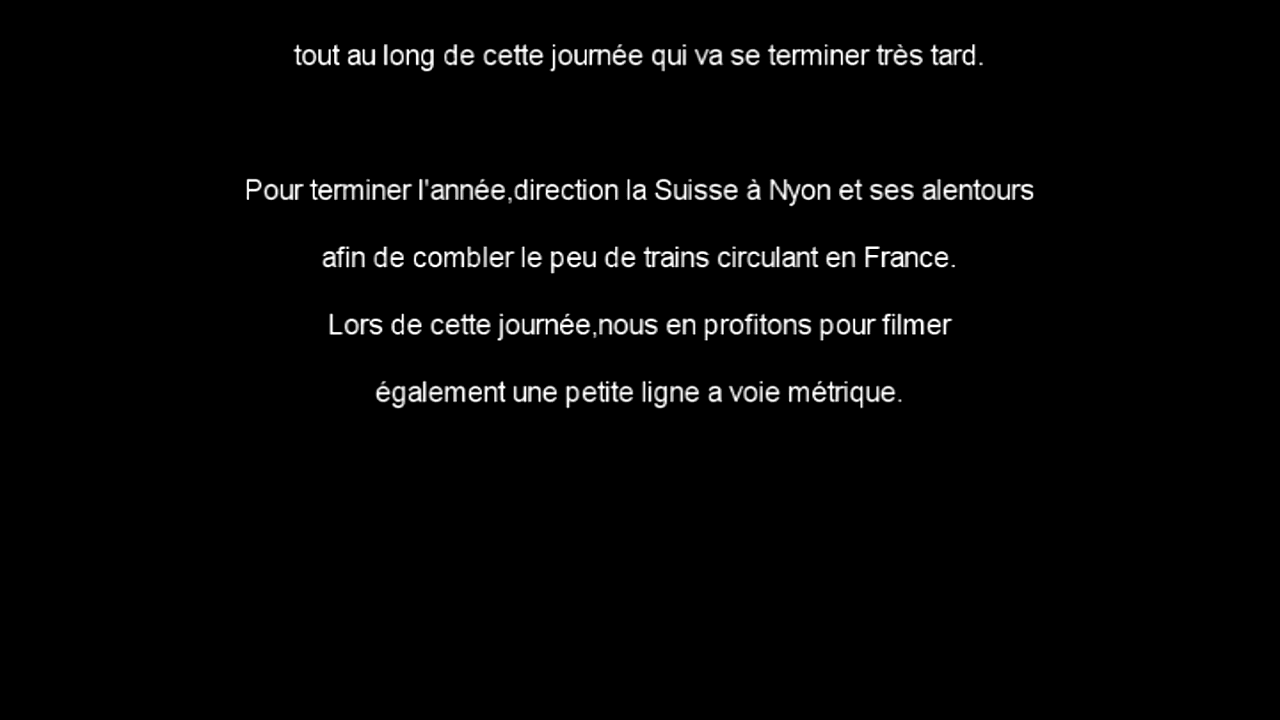 tout au long de cette journée qui va se terminer très tard.
Pour terminer l'année,direction la Suisse à Nyon et ses alentours
afin de combler le peu de trains circulant en France.
Lors de cette journée,nous en profitons pour filmer
également une petite ligne a voie métrique.